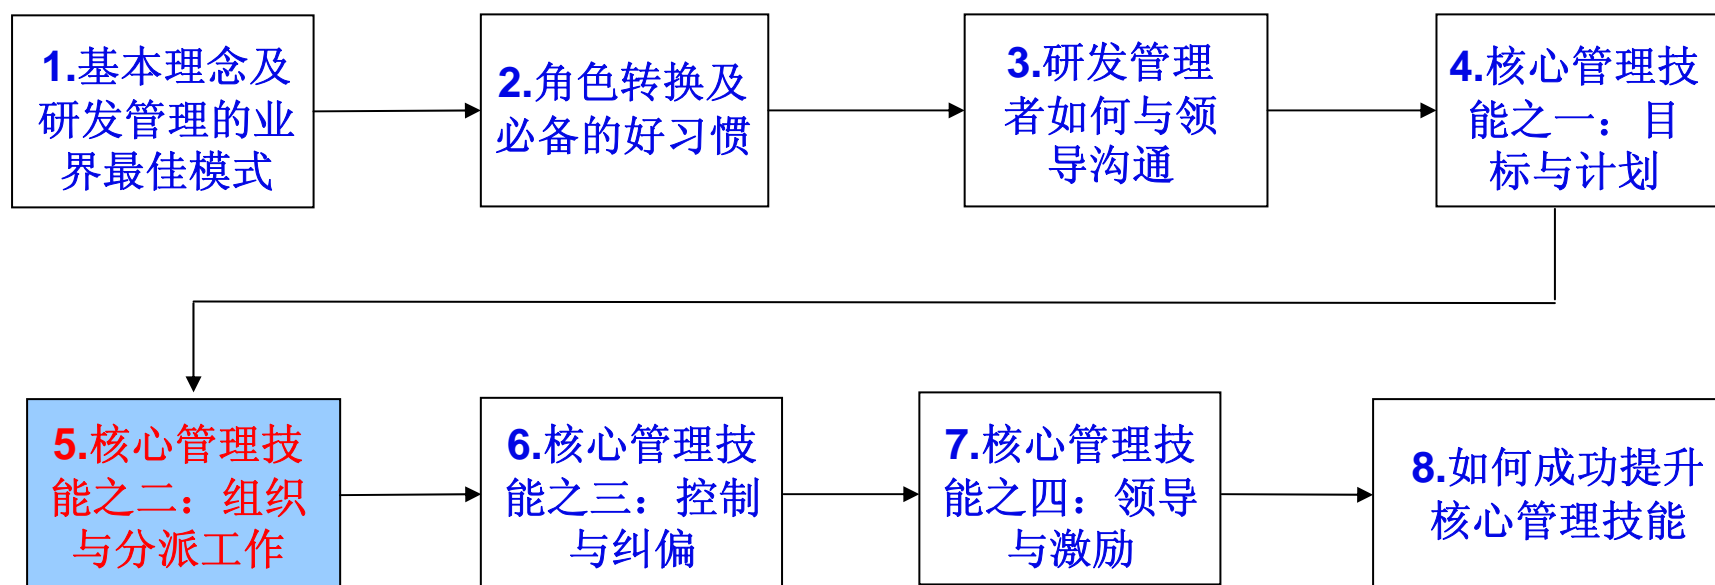 1.基本理念及
研发管理的业
界最佳模式
2.角色转换及
必备的好习惯
3.研发管理
者如何与领
导沟通
4.核心管理技
能之一：目
标与计划
5.核心管理技
能之二：组织
与分派工作
6.核心管理技
能之三：控制
与纠偏
7.核心管理技
能之四：领导
与激励
8.如何成功提升
核心管理技能